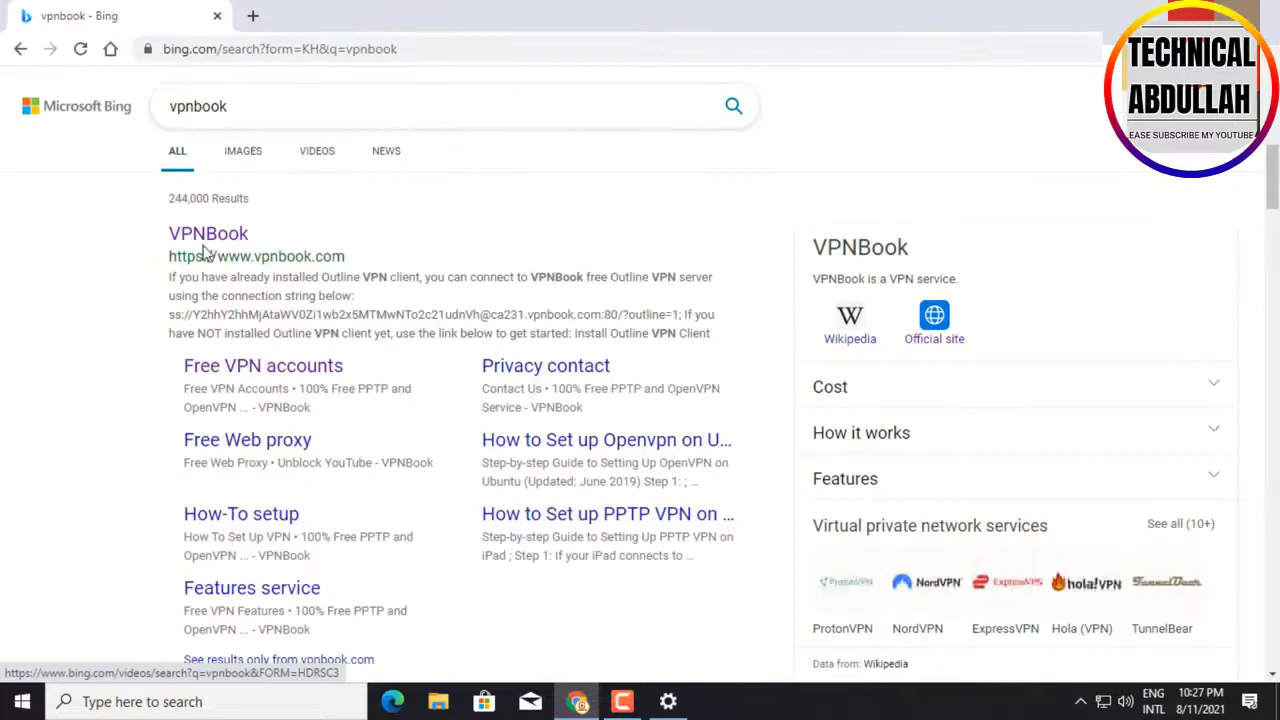 vpnbook - Bing
bing.com/search?form=KH&q=vpnbook
TECHNICAL
ABDULLAH
EASE SUBSCRIBE MY YOUTUBE
Microsoft Bing
vpnbook
ALL IMAGES VIDEOS NEWS
244,000 Results
VPNBook
https://www.vpnbook.com
If you have already installed Outline VPN client, you can connect to VPNBook free Outline VPN server
using the connection string below:
ss://Y2hhY2hhMjAtaWV0Zi1wb2x5MTMwNTo2c21udnVh@ca231.vpnbook.com:80/?outline=1; If you
have NOT installed Outline VPN client yet, use the link below to get started: Install Outline VPN Client
Free VPN accounts
Free VPN Accounts • 100% Free PPTP and
OpenVPN ... - VPNBook
Privacy contact
Contact Us • 100% Free PPTP and OpenVPN
Service - VPNBook
Free Web proxy
Free Web Proxy • Unblock YouTube - VPNBook
How to Set up Openvpn on U...
Step-by-step Guide to Setting Up OpenVPN on
Ubuntu (Updated: June 2019) Step 1: ; ...
How-To setup
How To Set Up VPN • 100% Free PPTP and
OpenVPN ... - VPNBook
How to Set up PPTP VPN on ...
Step-by-step Guide to Setting Up PPTP VPN on
iPad ; Step 1: If your iPad connects to ...
Features service
Free VPN Features • 100% Free PPTP and
OpenVPN ... - VPNBook
See results only from vpnbook.com
https://www.bing.com/videos/search?q=vpnbook&FORM=HDRSC3
VPNBook
VPNBook is a VPN service.
W
Wikipedia Official site
Cost
How it works
Features
Virtual private network services See all (10+)
ProtonVPN NordVPN ExpressVPN hola!VPN TunnelBear
ProtonVPN NordVPN ExpressVPN Hola (VPN) TunnelBear
Data from: Wikipedia
Type here to search
ENG
INTL
10:27 PM
8/11/2021